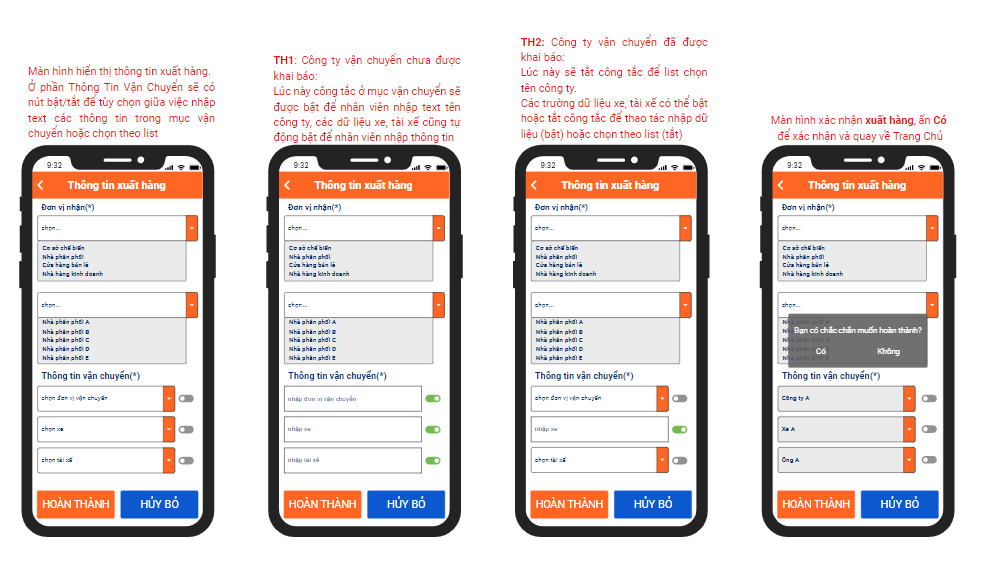 Màn hình hiển thị thông tin xuất hàng.
Ở phần Thông Tin Vận Chuyển sẽ có
nút bật/tắt để tùy chọn giữa việc nhập
text các thông tin trong mục vận
chuyển hoặc chọn theo list
9:32
Thông tin xuất hàng
Đơn vị nhận(*)
chọn...
Cơ sở chế biến
Nhà phân phối
Cửa hàng bán lẻ
Nhà hàng kinh doanh
chọn...
Nhà phân phối A
Nhà phân phối B
Nhà phân phối C
Nhà phân phối D
Nhà phân phối E
Thông tin vận chuyển(*)
chọn đơn vị vận chuyển
chọn xe
chọn tài xế
HOÀN THÀNH
HỦY BỎ
TH1: Công ty vận chuyển chưa được
khai báo:
Lúc này công tắc ở mục vận chuyển sẽ
được bật để nhân viên nhập text tên
công ty, các dữ liệu xe, tài xế cũng tự
động bật để nhân viên nhập thông tin
9:32
Thông tin xuất hàng
Đơn vị nhận(*)
chọn...
Cơ sở chế biến
Nhà phân phối
Cửa hàng bán lẻ
Nhà hàng kinh doanh
chọn...
Nhà phân phối A
Nhà phân phối B
Nhà phân phối C
Nhà phân phối D
Nhà phân phối E
Thông tin vận chuyển(*)
nhập đơn vị vận chuyển
nhập xe
nhập tài xế
HOÀN THÀNH
HỦY BỎ
TH2: Công ty vận chuyển đã được
khai báo:
Lúc này sẽ tắt công tắc để list chọn
tên công ty.
Các trường dữ liệu xe, tài xế có thể bật
hoặc tắt công tắc để thao tác nhập dữ
liệu (bật) hoặc chọn theo list (tắt)
9:32
Thông tin xuất hàng
Đơn vị nhận(*)
chọn...
Cơ sở chế biến
Nhà phân phối
Cửa hàng bán lẻ
Nhà hàng kinh doanh
chọn...
Nhà phân phối A
Nhà phân phối B
Nhà phân phối C
Nhà phân phối D
Nhà phân phối E
Thông tin vận chuyển(*)
chọn đơn vị vận chuyển
nhập xe
chọn tài xế
HOÀN THÀNH
HỦY BỎ
Màn hình xác nhận xuất hàng, ấn Có
để xác nhận và quay về Trang Chủ
9:32
Thông tin xuất hàng
Đơn vị nhận(*)
chọn...
Cơ sở chế biến
Nhà phân phối
Cửa hàng bán lẻ
Nhà hàng kinh doanh
chọn...
Bạn có chắc chắn muốn hoàn thành?
Có
Không
Thông tin vận chuyển(*)
Công ty A
Xe A
Ông A
HOÀN THÀNH
HỦY BỎ